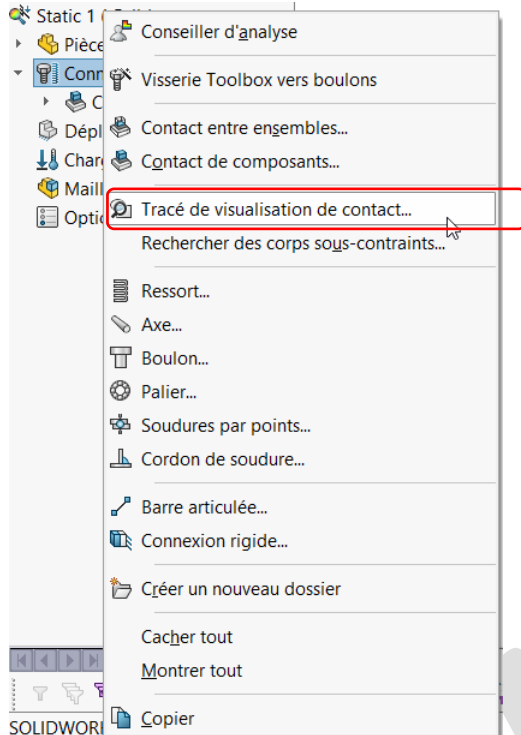 Static 1
Conseiller d'analyse
Pièce
Visserie Toolbox vers boulons
Conn
C
Contact entre ensembles...
Dépl
Contact de composants...
Char
Maill
Tracé de visualisation de contact...
Optio
Rechercher des corps sous-contraints...
Ressort...
Axe...
Boulon...
Palier...
Soudures par points...
Cordon de soudure...
Barre articulée...
Connexion rigide...
Créer un nouveau dossier
Cacher tout
Montrer tout
Copier
SOLIDWOR